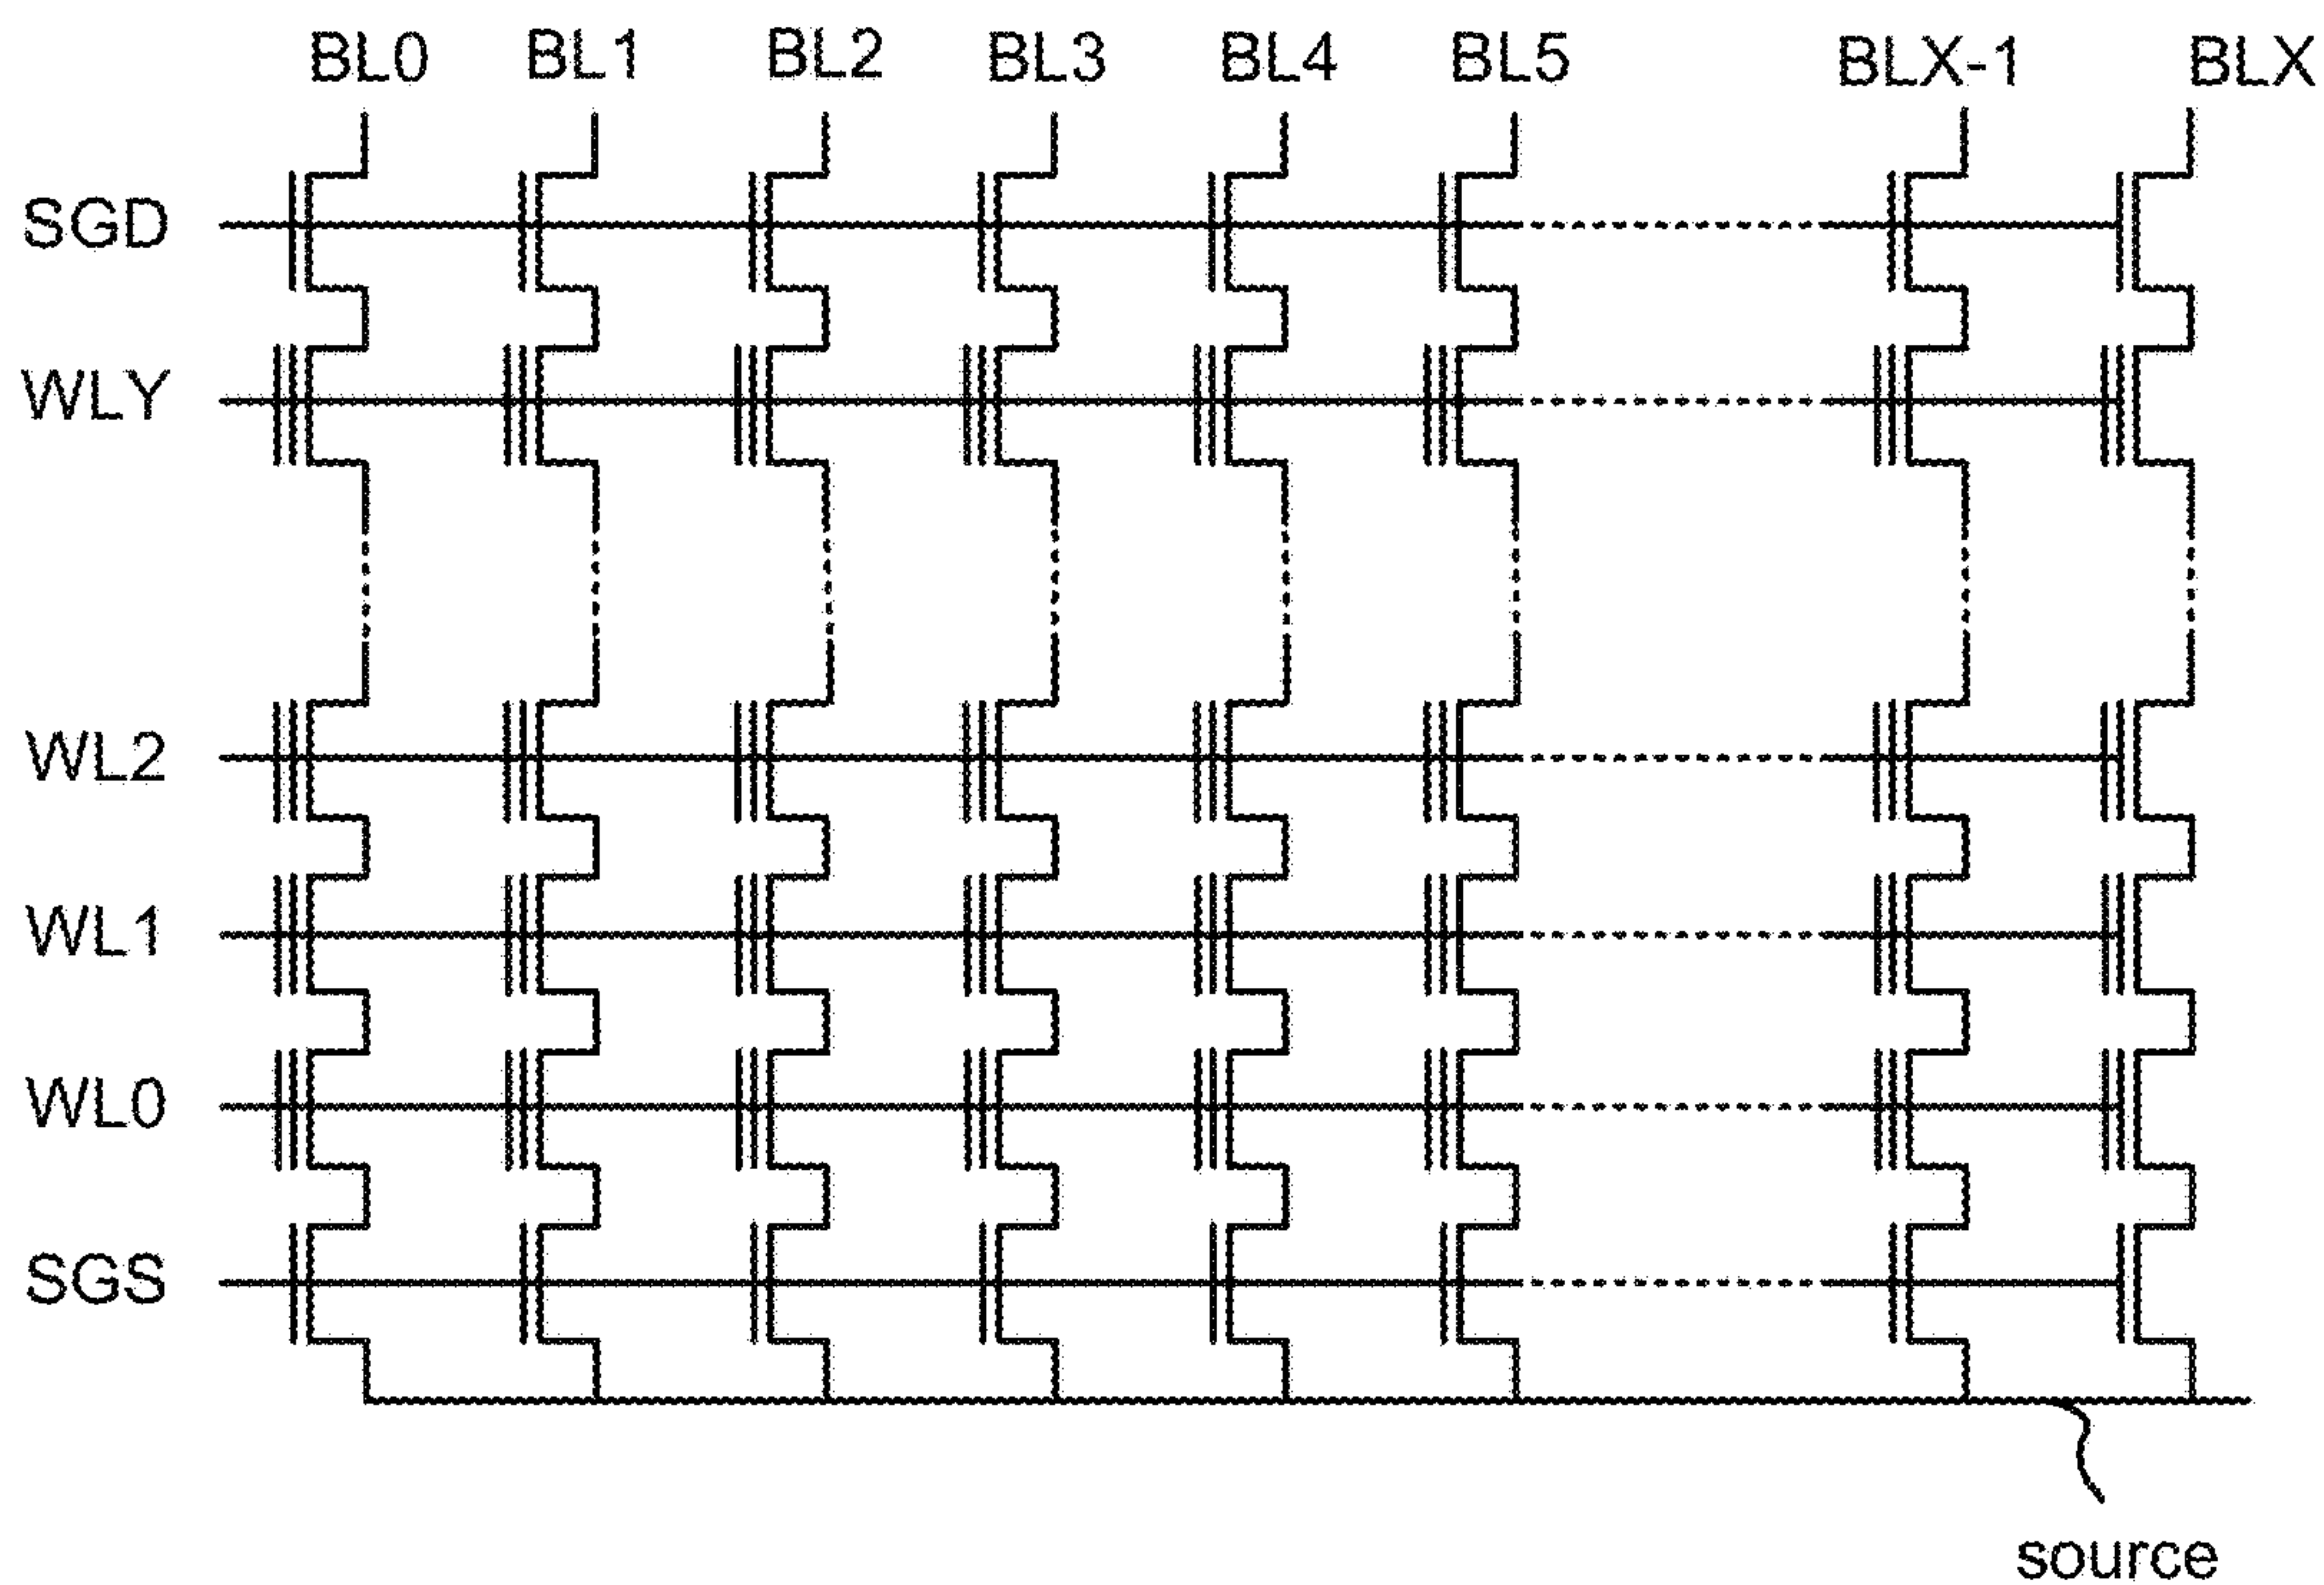 BL0 BL1 BL2 BL3 BL4 BL5 BLX-1 BLX
SGD
WLY
WL2
WL1
WL0
SGS
source